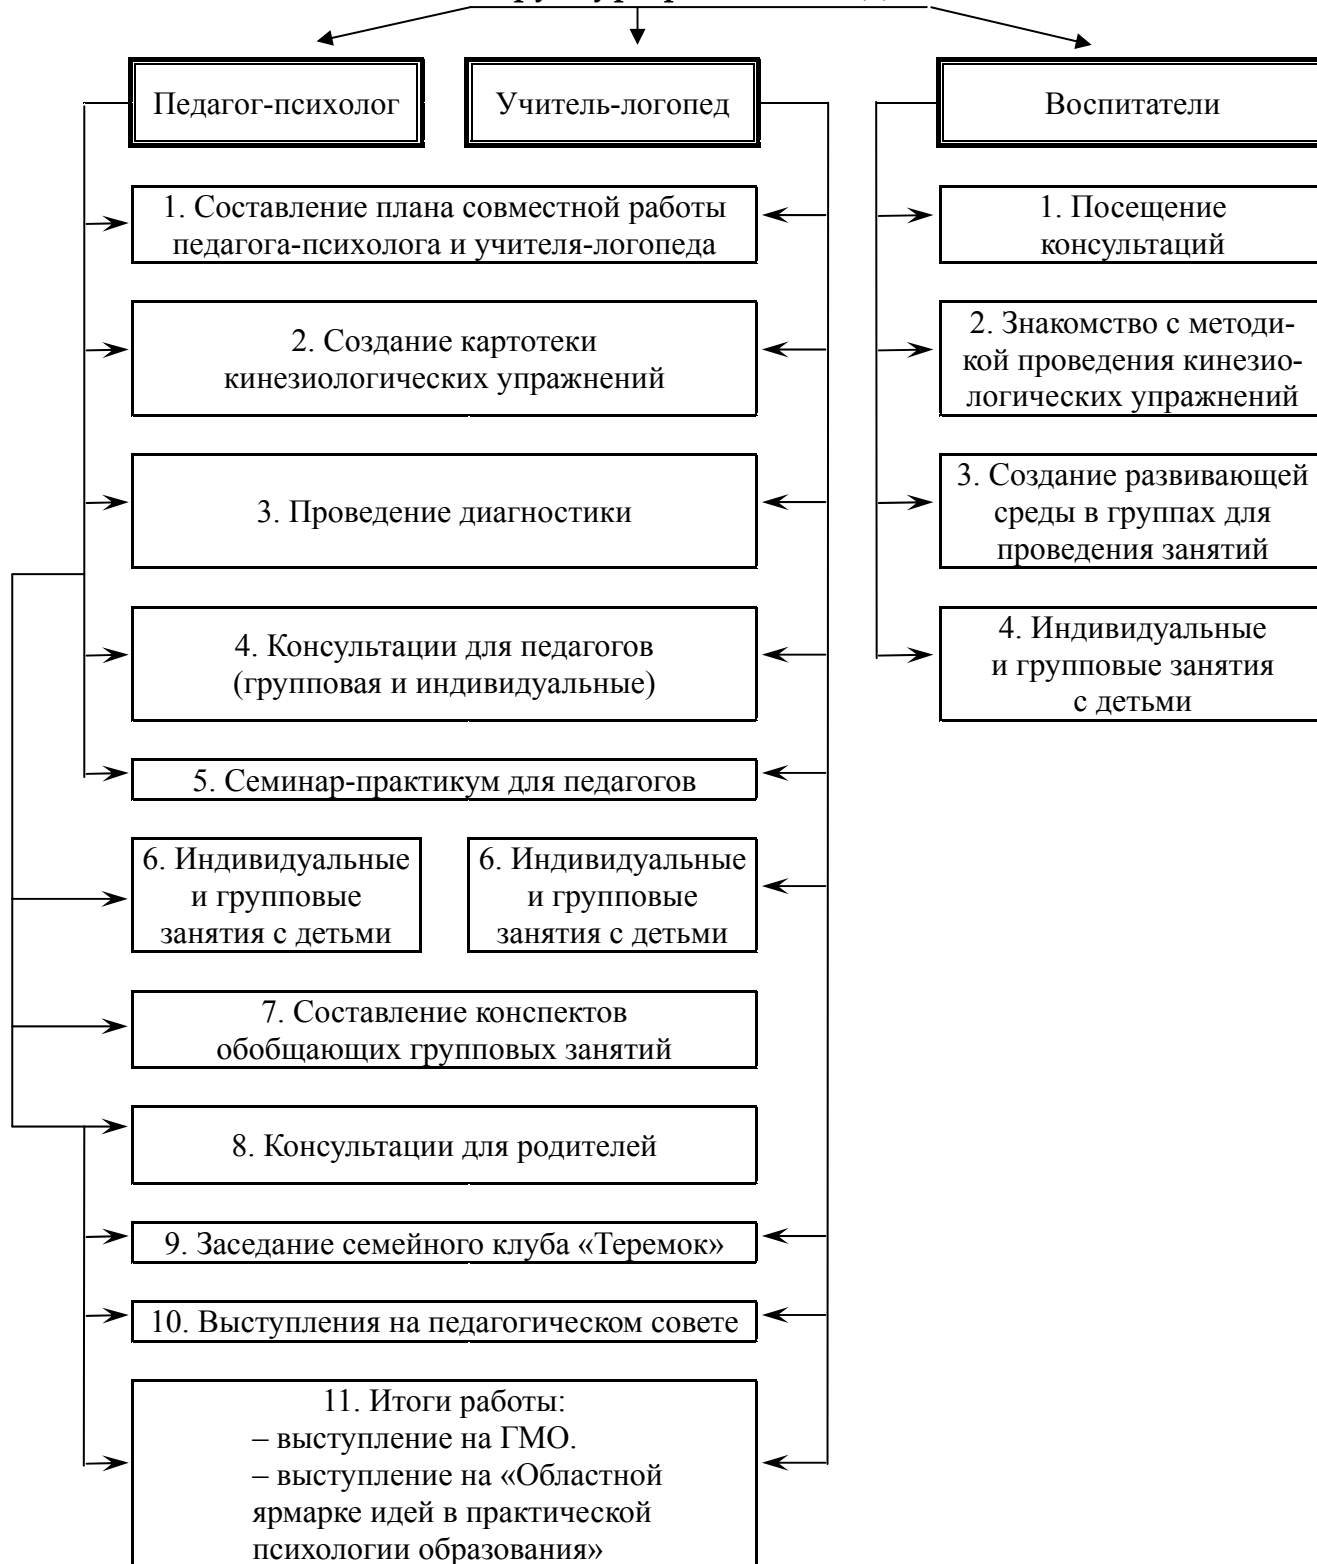 Педагог-психолог
Учитель-логопед
Воспитатели
1. Составление плана совместной работы
педагога-психолога и учителя-логопеда
2. Создание картотеки
кинезиологических упражнений
3. Проведение диагностики
4. Консультации для педагогов
(групповая и индивидуальные)
5. Семинар-практикум для педагогов
6. Индивидуальные
и групповые
занятия с детьми
6. Индивидуальные
и групповые
занятия с детьми
7. Составление конспектов
обобщающих групповых занятий
8. Консультации для родителей
9. Заседание семейного клуба «Теремок»
10. Выступления на педагогическом совете
11. Итоги работы:
– выступление на ГМО.
– выступление на «Областной
ярмарке идей в практической
психологии образования»
1. Посещение
консультаций
2. Знакомство с методи-
кой проведения кинезио-
логических упражнений
3. Создание развивающей
среды в группах для
проведения занятий
4. Индивидуальные
и групповые занятия
с детьми